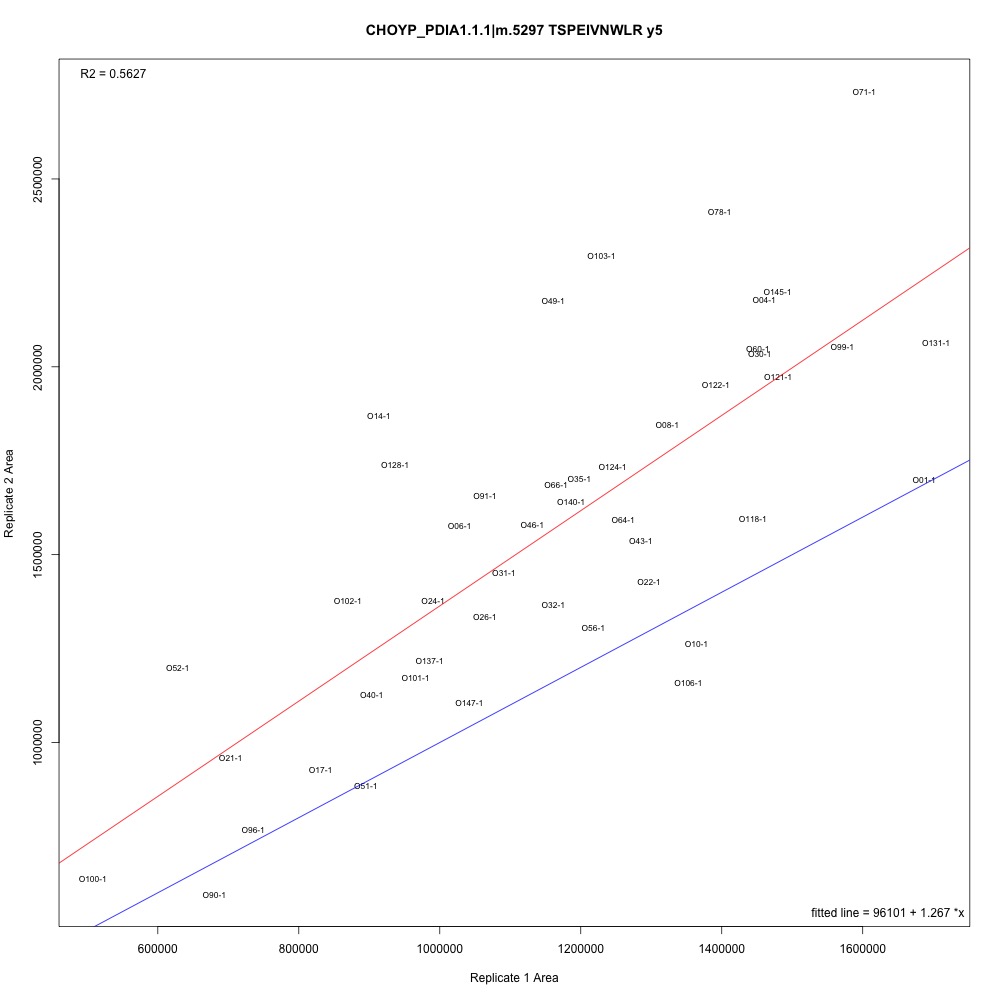 CHOYP_PDIA1.1.1|m.5297 TSPEIVNWLR y5
R2 = 0.5627
O71-1
O78-1
O103-1
O145-1
O49-1
O04-1
O131-1
O60-1
O99-1
O30-1
O121-1
O122-1
O14-1
O08-1
O128-1
O124-1
O35-1
O01-1
O66-1
O91-1
O140-1
O64-1
O118-1
O06-1
O46-1
O43-1
O31-1
O22-1
O102-1
O24-1
O32-1
O26-1
O56-1
O10-1
O137-1
O52-1
O101-1
O106-1
O40-1
O147-1
O21-1
O17-1
O51-1
O96-1
O100-1
O90-1
fitted line = 96101 + 1.267 *x
2500000
2000000
1500000
1000000
Replicate 2 Area
600000
800000
1000000
1200000
1400000
1600000
Replicate 1 Area